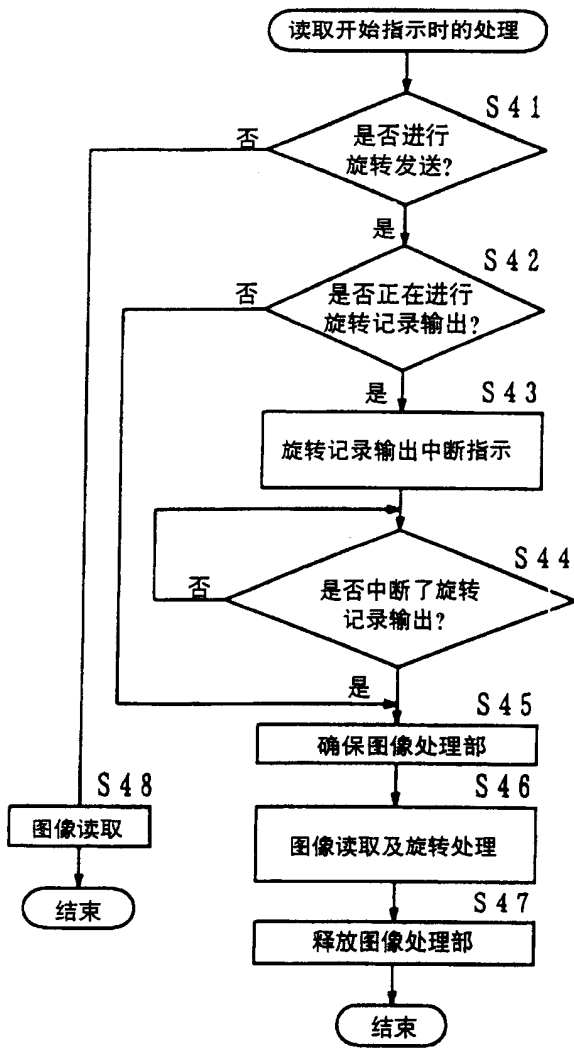 读取开始指示时的处理
S41
是否进行
旋转发送?
否
是
S42
是否正在进行
旋转记录输出?
否
是
S43
旋转记录输出中断指示
S44
是否中断了旋转
记录输出?
否
是
S45
确保图像处理部
S46
图像读取及旋转处理
S47
释放图像处理部
结束
S48
图像读取
结束